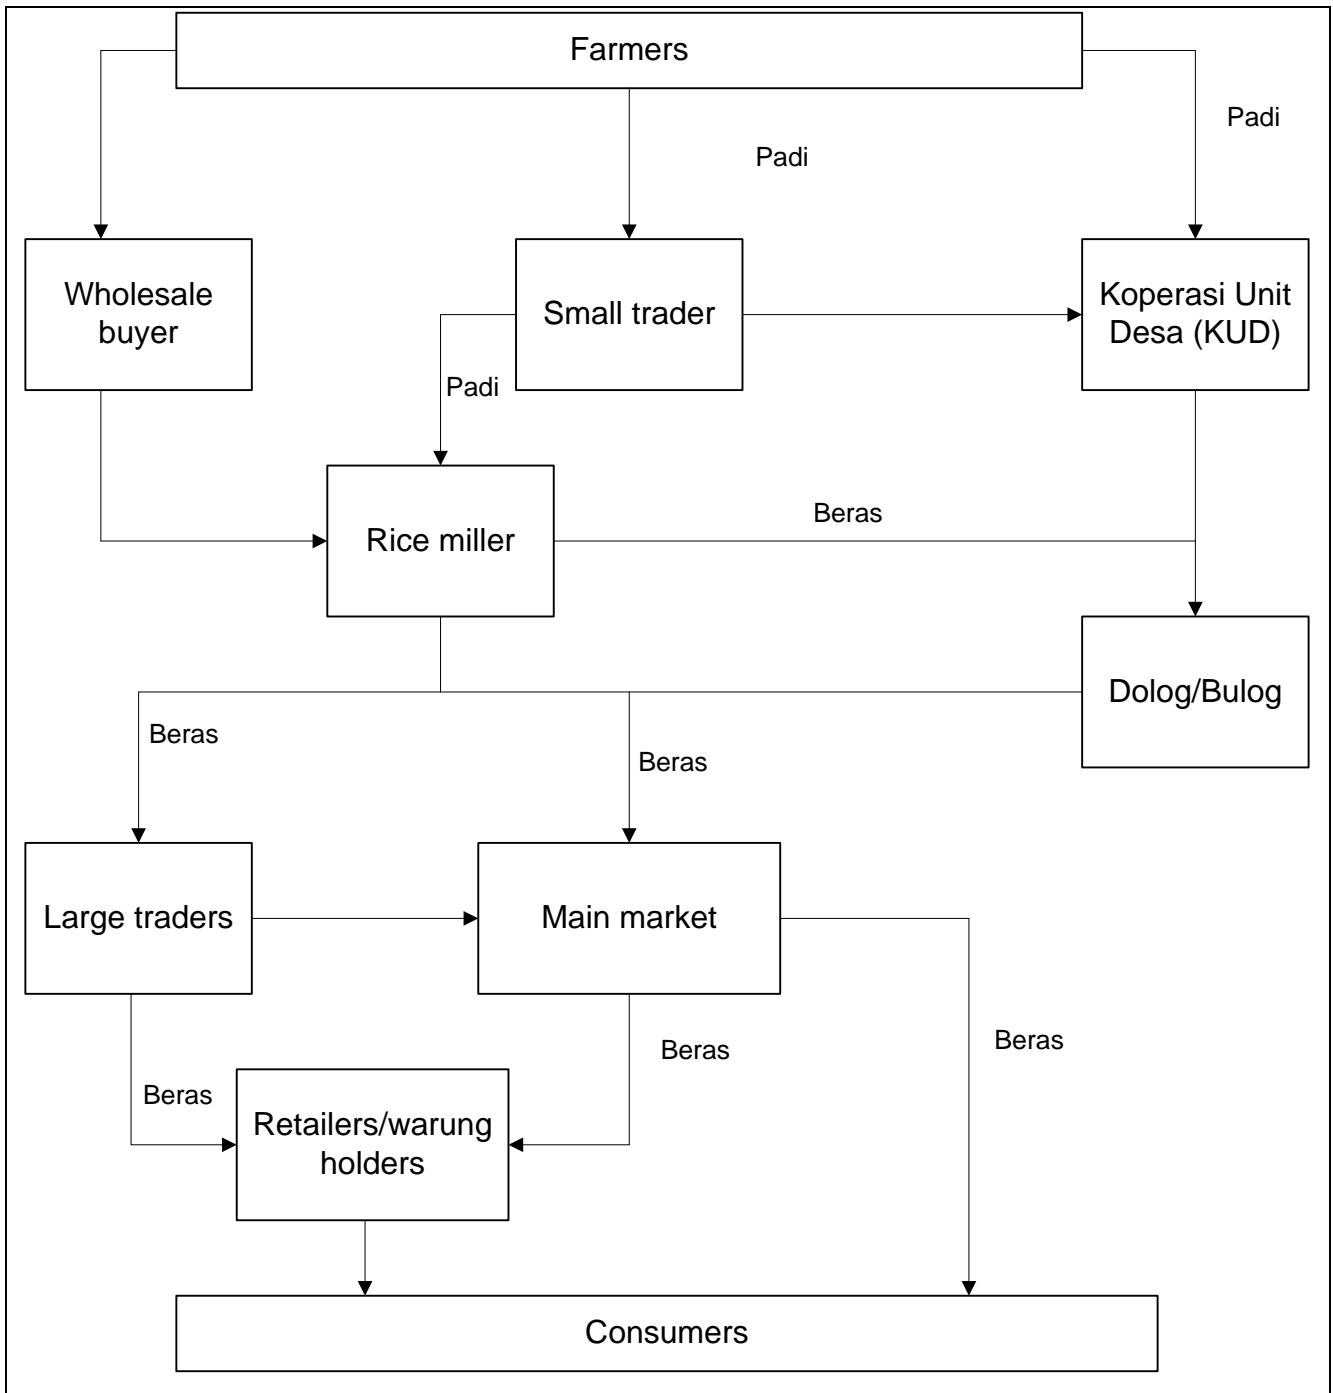 Farmers
Padi
Padi
Wholesale
buyer
Small trader
Koperasi Unit
Desa (KUD)
Padi
Rice miller
Beras
Dolog/Bulog
Beras
Beras
Large traders
Main market
Beras
Beras
Beras
Retailers/warung
holders
Consumers